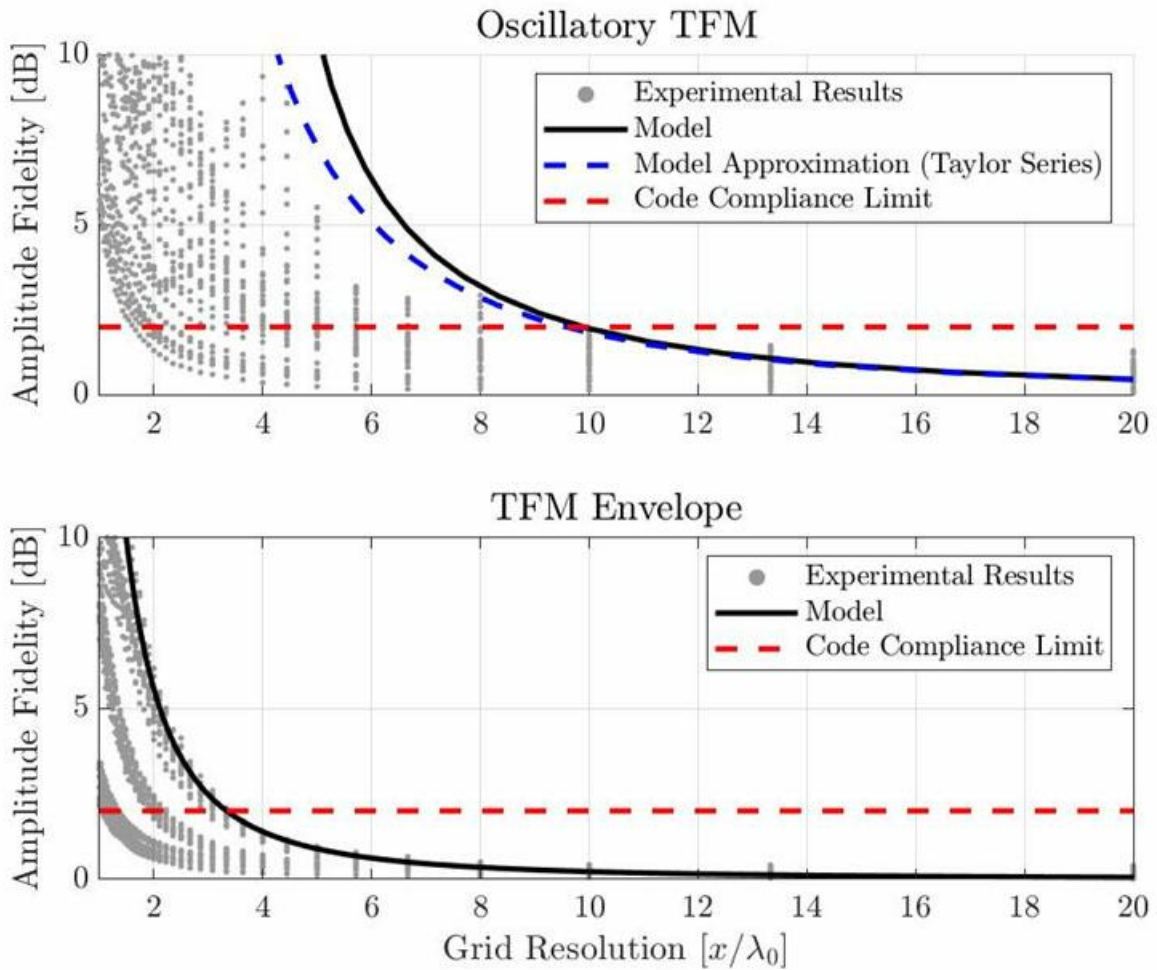 Oscillatory TFM
Amplitude Fidelity [dB]
10
5
0
Experimental Results
Model
Model Approximation (Taylor Series)
Code Compliance Limit
2 4 6 8 10 12 14 16 18 20
TFM Envelope
Amplitude Fidelity [dB]
10
5
0
Experimental Results
Model
Code Compliance Limit
2 4 6 8 10 12 14 16 18 20
Grid Resolution [x/λ₀]